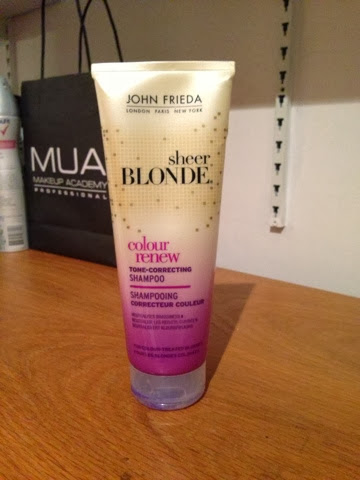 JOHN FRIEDA
LONDON PARIS NEW YORK
sheer
BLONDE
colour
renew
TONE-CORRECTING
SHAMPOO
SHAMPOOING
CORRECTEUR COULEUR
MUA
MAKEUP ACADEMY
PROFESSIONAL